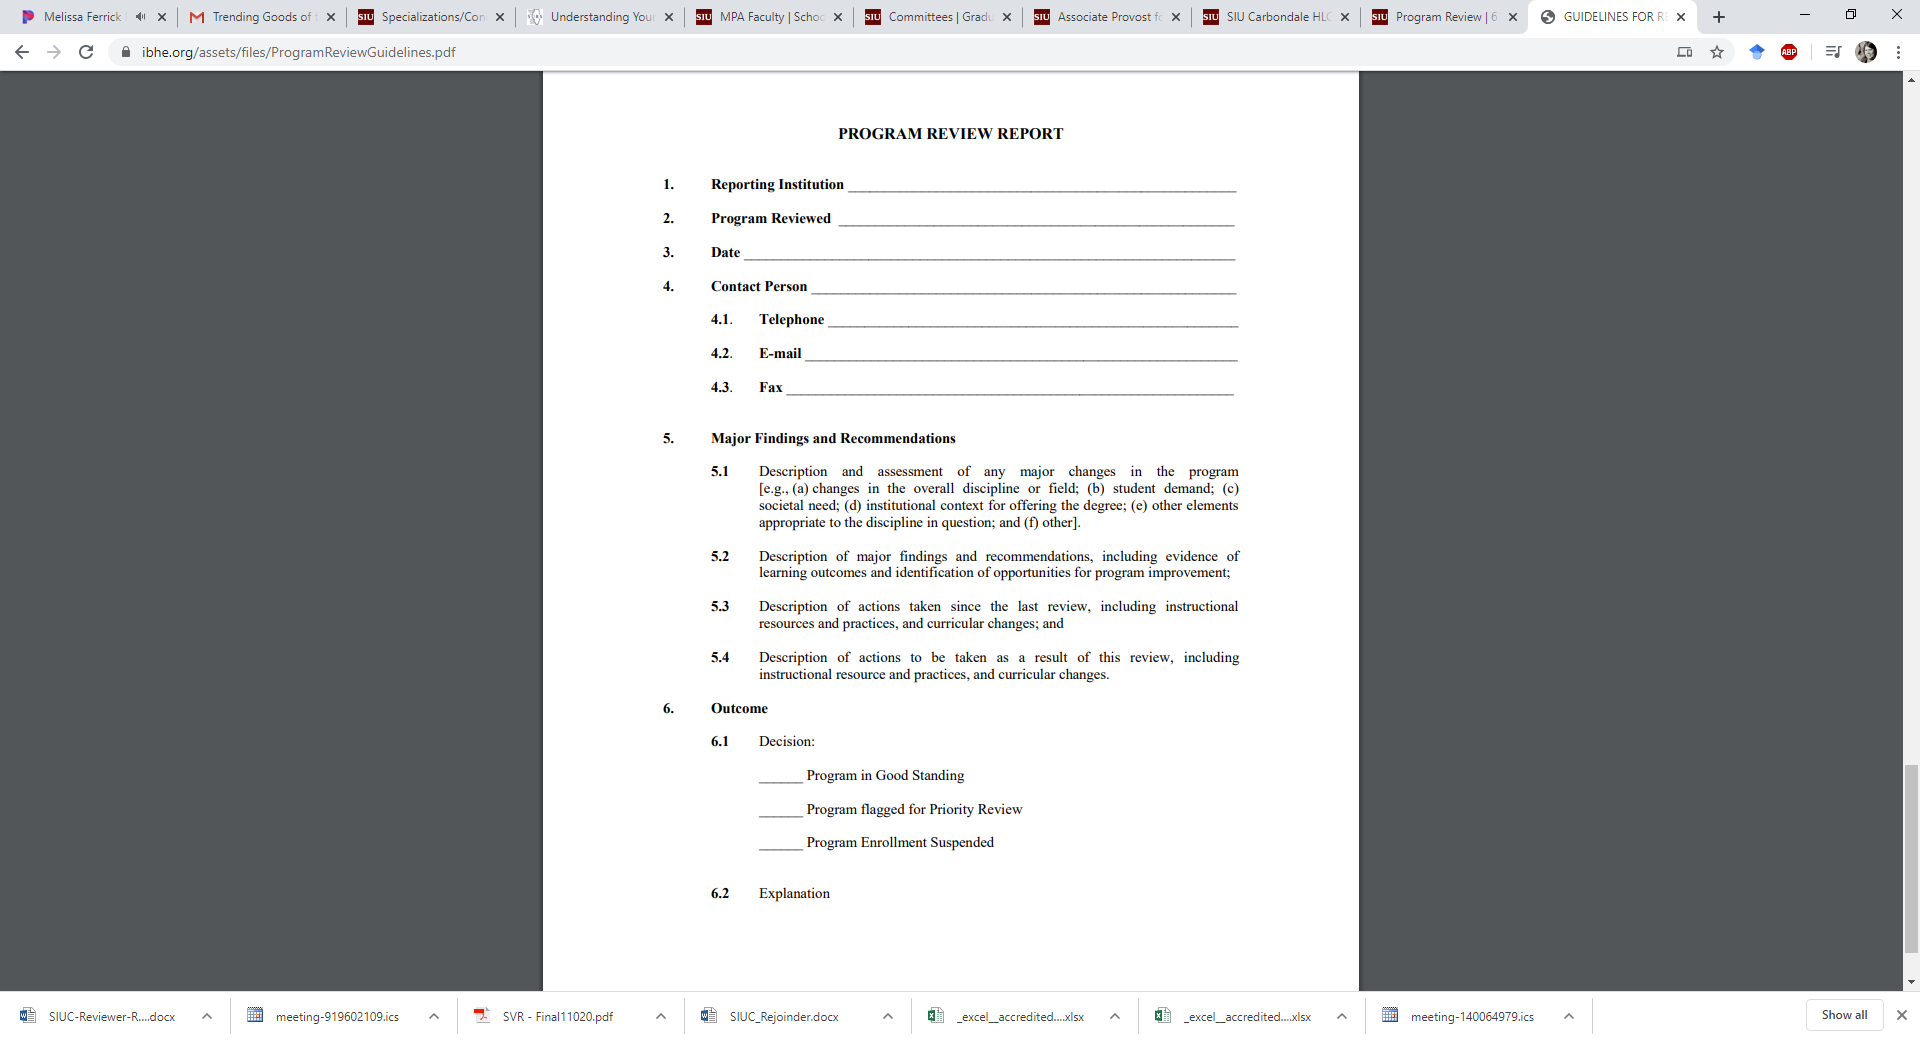 Melissa Ferrick
Trending Goods of
Specializations/Con
Understanding You
MPA Faculty | Schoo
Committees | Gradu
Associate Provost fo
SIU Carbondale HLC
Program Review | 6
GUIDELINES FOR RE
ibhe.org/assets/files/ProgramReviewGuidelines.pdf
ABP
PROGRAM REVIEW REPORT
1. Reporting Institution
2. Program Reviewed
3. Date
4. Contact Person
4.1. Telephone
4.2. E-mail
4.3. Fax
5. Major Findings and Recommendations
5.1 Description and assessment of any major changes in the program
[e.g., (a) changes in the overall discipline or field; (b) student demand; (c)
societal need; (d) institutional context for offering the degree; (e) other elements
appropriate to the discipline in question; and (f) other].
5.2 Description of major findings and recommendations, including evidence of
learning outcomes and identification of opportunities for program improvement;
5.3 Description of actions taken since the last review, including instructional
resources and practices, and curricular changes; and
5.4 Description of actions to be taken as a result of this review, including
instructional resource and practices, and curricular changes.
6. Outcome
6.1 Decision:
______ Program in Good Standing
______ Program flagged for Priority Review
______ Program Enrollment Suspended
6.2 Explanation
SIUC-Reviewer-R....docx
meeting-919602109.ics
SVR - Final11020.pdf
SIUC_Rejoinder.docx
_excel__accredited....xlsx
_excel__accredited....xlsx
meeting-140064979.ics
Show all